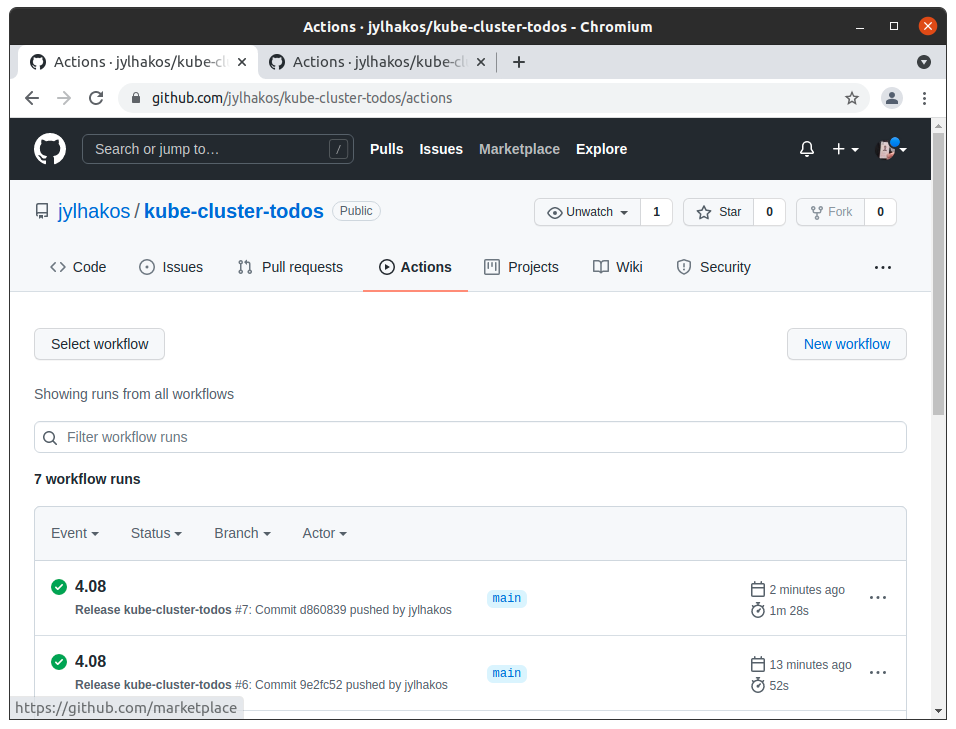 Actions · jylhakos/kube-cluster-todos - Chromium
Actions · jylhakos/kube-cl
Actions · jylhakos/kube-cl
github.com/jylhakos/kube-cluster-todos/actions
Search or jump to… /
Pulls Issues Marketplace Explore
jylhakos / kube-cluster-todos Public
Unwatch 1 Star 0 Fork 0
Code Issues Pull requests Actions Projects Wiki Security
Select workflow New workflow
Showing runs from all workflows
Filter workflow runs
7 workflow runs
Event Status Branch Actor
4.08
Release kube-cluster-todos #7: Commit d860839 pushed by jylhakos
main
2 minutes ago
1m 28s
4.08
Release kube-cluster-todos #6: Commit 9e2fc52 pushed by jylhakos
main
13 minutes ago
52s
https://github.com/marketplace